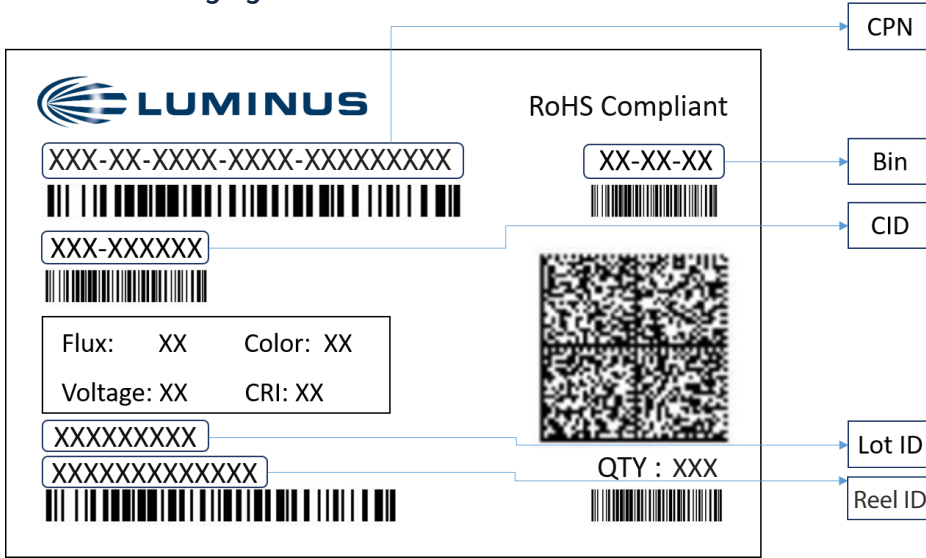 CPN
LUMINUS
RoHS Compliant
XXX-XX-XXXX-XXXX-XXXXXXXXX
XX-XX-XX
Bin
XXX-XXXXXX
CID
Flux: XX Color: XX
Voltage: XX CRI: XX
XXXXXXXXX
Lot ID
XXXXXXXXXXXXX
QTY : XXX
Reel ID